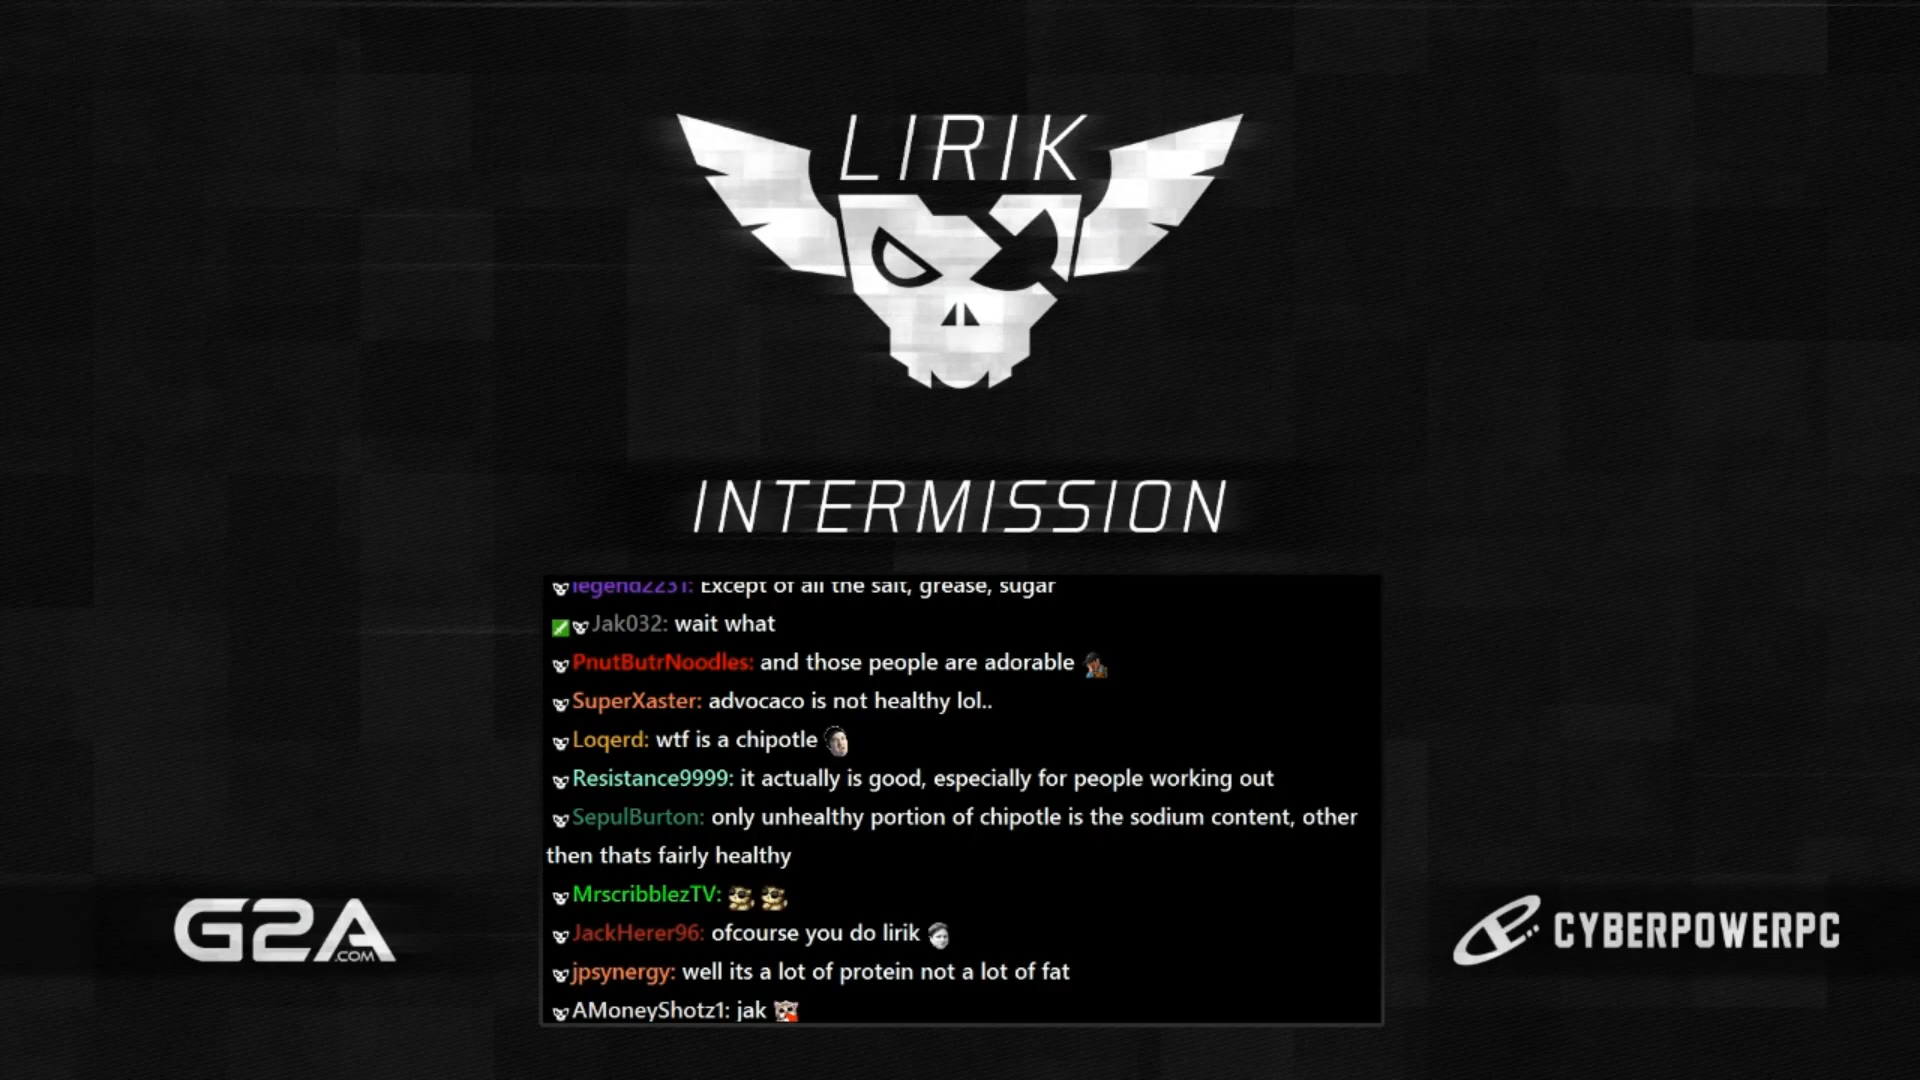 LIRIK
INTERMISSION
legend2231: Except of all the salt, grease, sugar
Jak032: wait what
PnutButrNoodles: and those people are adorable
SuperXaster: advocaco is not healthy lol..
Loqerd: wtf is a chipotle
Resistance9999: it actually is good, especially for people working out
SepulBurton: only unhealthy portion of chipotle is the sodium content, other
then thats fairly healthy
MrscribblezTV:
JackHerer96: ofcourse you do lirik
jpsynergy: well its a lot of protein not a lot of fat
AMoneyShotz1: jak
G2A.COM
CYBERPOWERPC